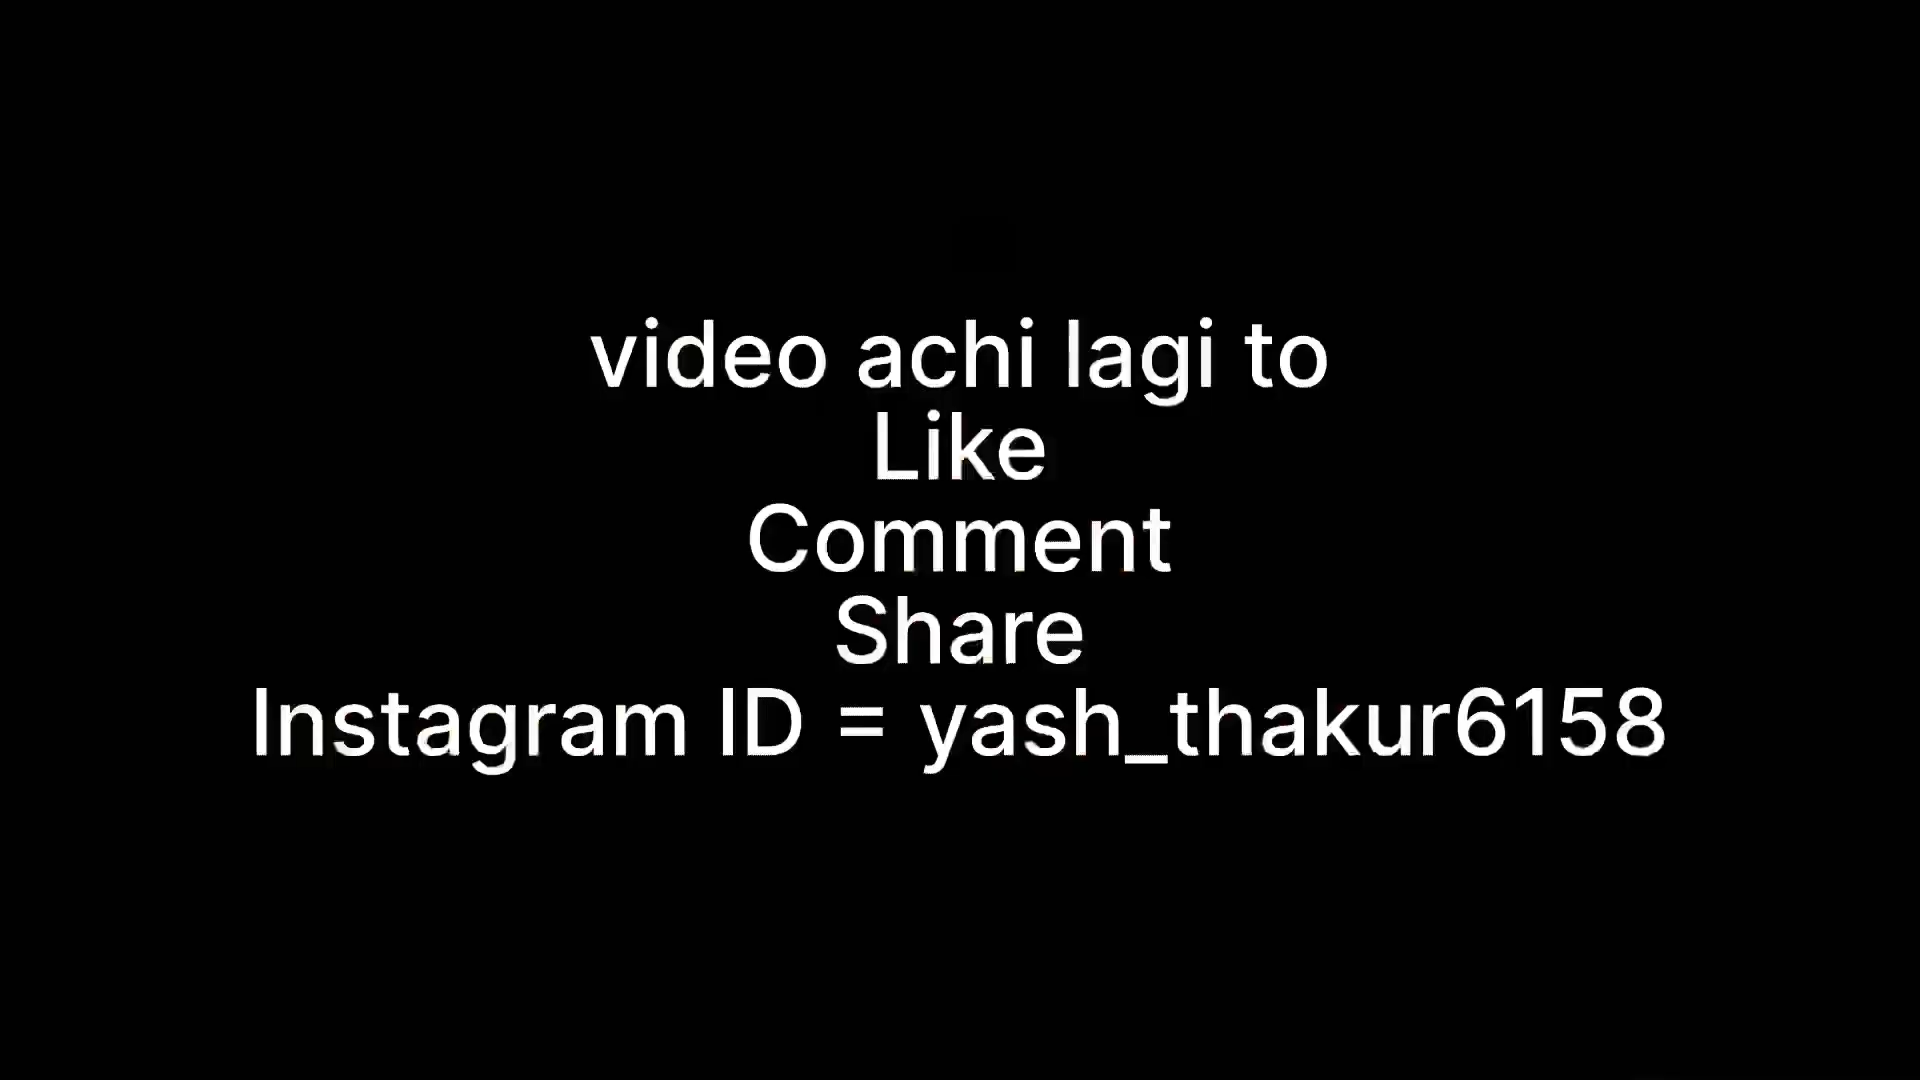 video achi lagi to
Like
Comment
Share
Instagram ID = yash_thakur6158